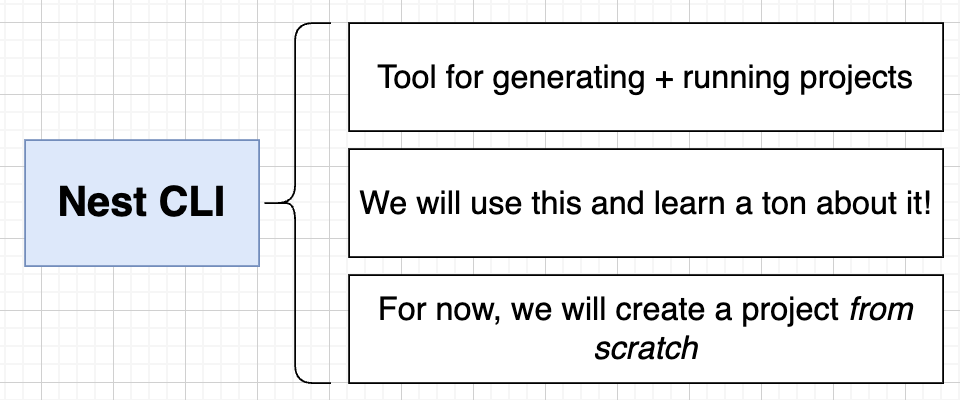 Nest CLI
Tool for generating + running projects
We will use this and learn a ton about it!
For now, we will create a project from
scratch